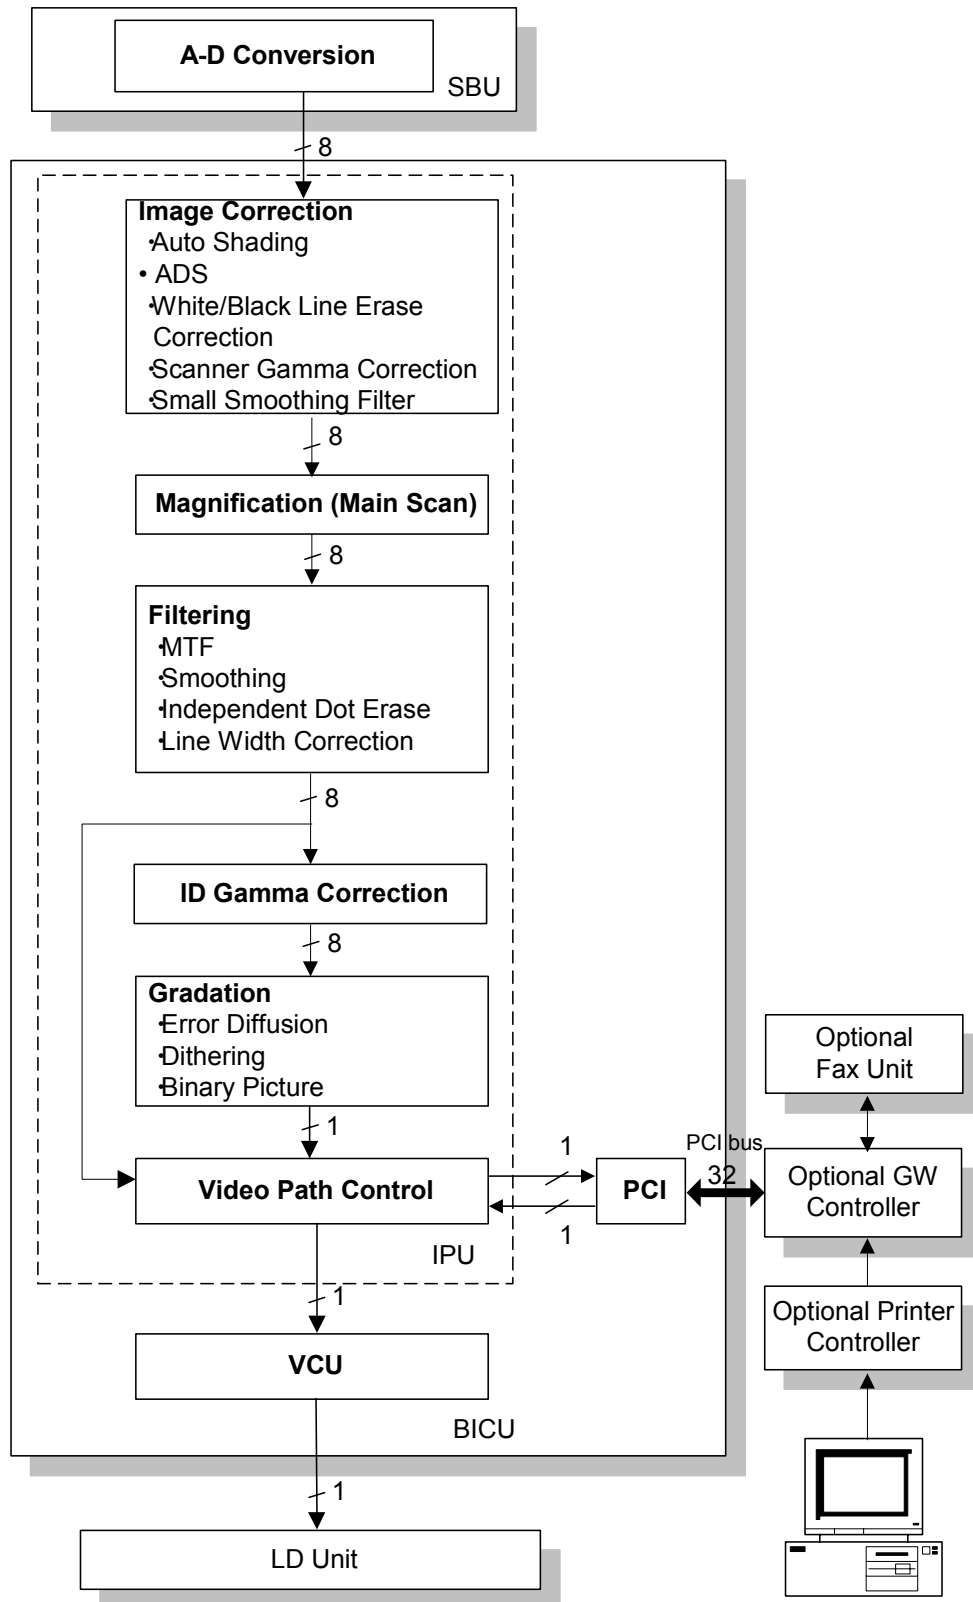 A-D Conversion
SBU
8
Image Correction
·Auto Shading
• ADS
·White/Black Line Erase
Correction
·Scanner Gamma Correction
·Small Smoothing Filter
8
Magnification (Main Scan)
8
Filtering
·MTF
·Smoothing
·Independent Dot Erase
·Line Width Correction
8
ID Gamma Correction
8
Gradation
·Error Diffusion
·Dithering
·Binary Picture
1
Video Path Control
1
1
PCI
PCI bus
32
Optional
Fax Unit
Optional GW
Controller
Optional Printer
Controller
IPU
1
VCU
BICU
1
LD Unit